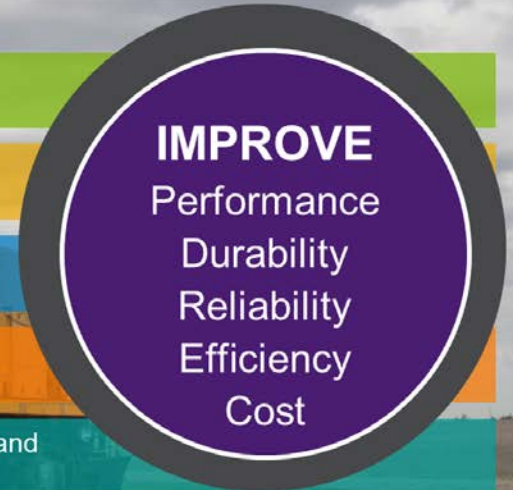 IMPROVE
Performance
Durability
Reliability
Efficiency
Cost
and